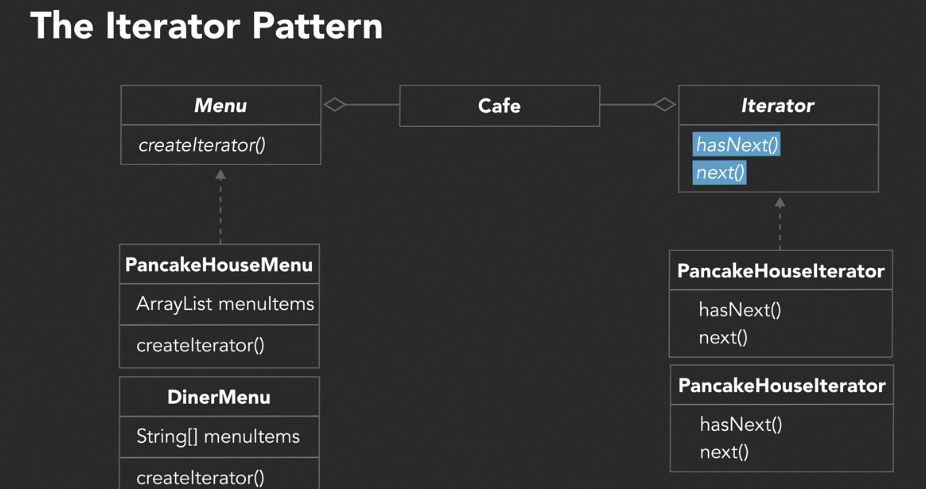 The Iterator Pattern
Menu
createIterator()
Cafe
Iterator
hasNext()
next()
PancakeHouseMenu
ArrayList menuItems
createIterator()
DinerMenu
String[] menuItems
createIterator()
PancakeHouseIterator
hasNext()
next()
PancakeHouseIterator
hasNext()
next()